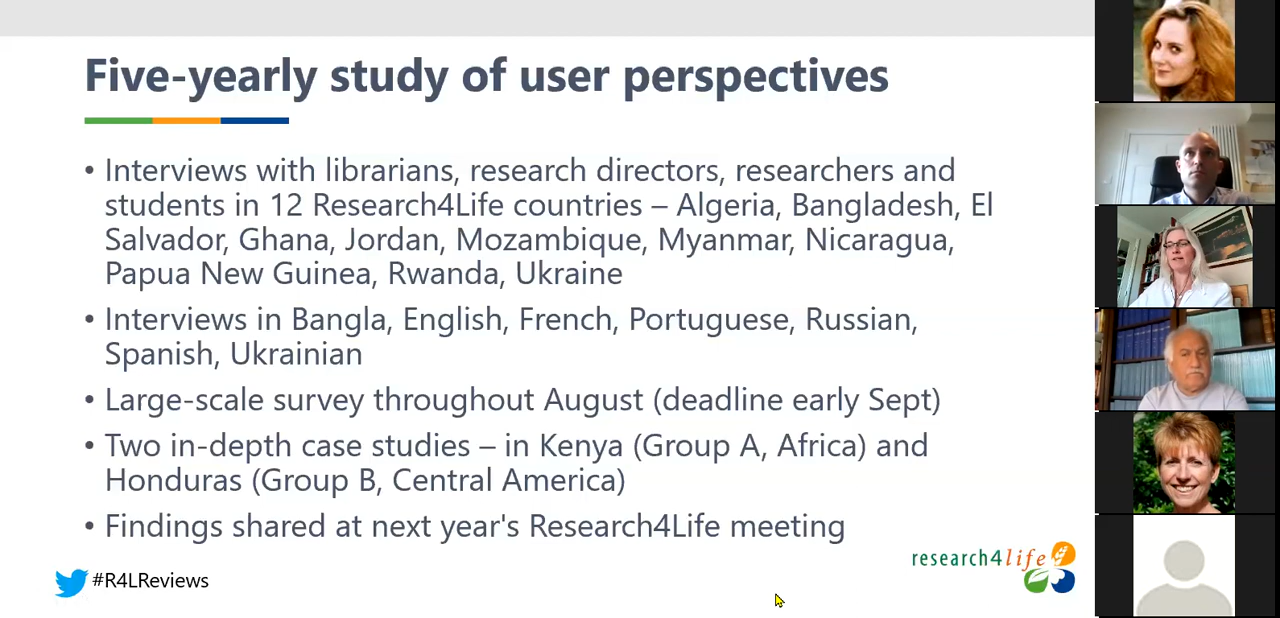 Five-yearly study of user perspectives
• Interviews with librarians, research directors, researchers and
students in 12 Research4Life countries – Algeria, Bangladesh, El
Salvador, Ghana, Jordan, Mozambique, Myanmar, Nicaragua,
Papua New Guinea, Rwanda, Ukraine
• Interviews in Bangla, English, French, Portuguese, Russian,
Spanish, Ukrainian
• Large-scale survey throughout August (deadline early Sept)
• Two in-depth case studies – in Kenya (Group A, Africa) and
Honduras (Group B, Central America)
• Findings shared at next year's Research4Life meeting
research4life
#R4LReviews